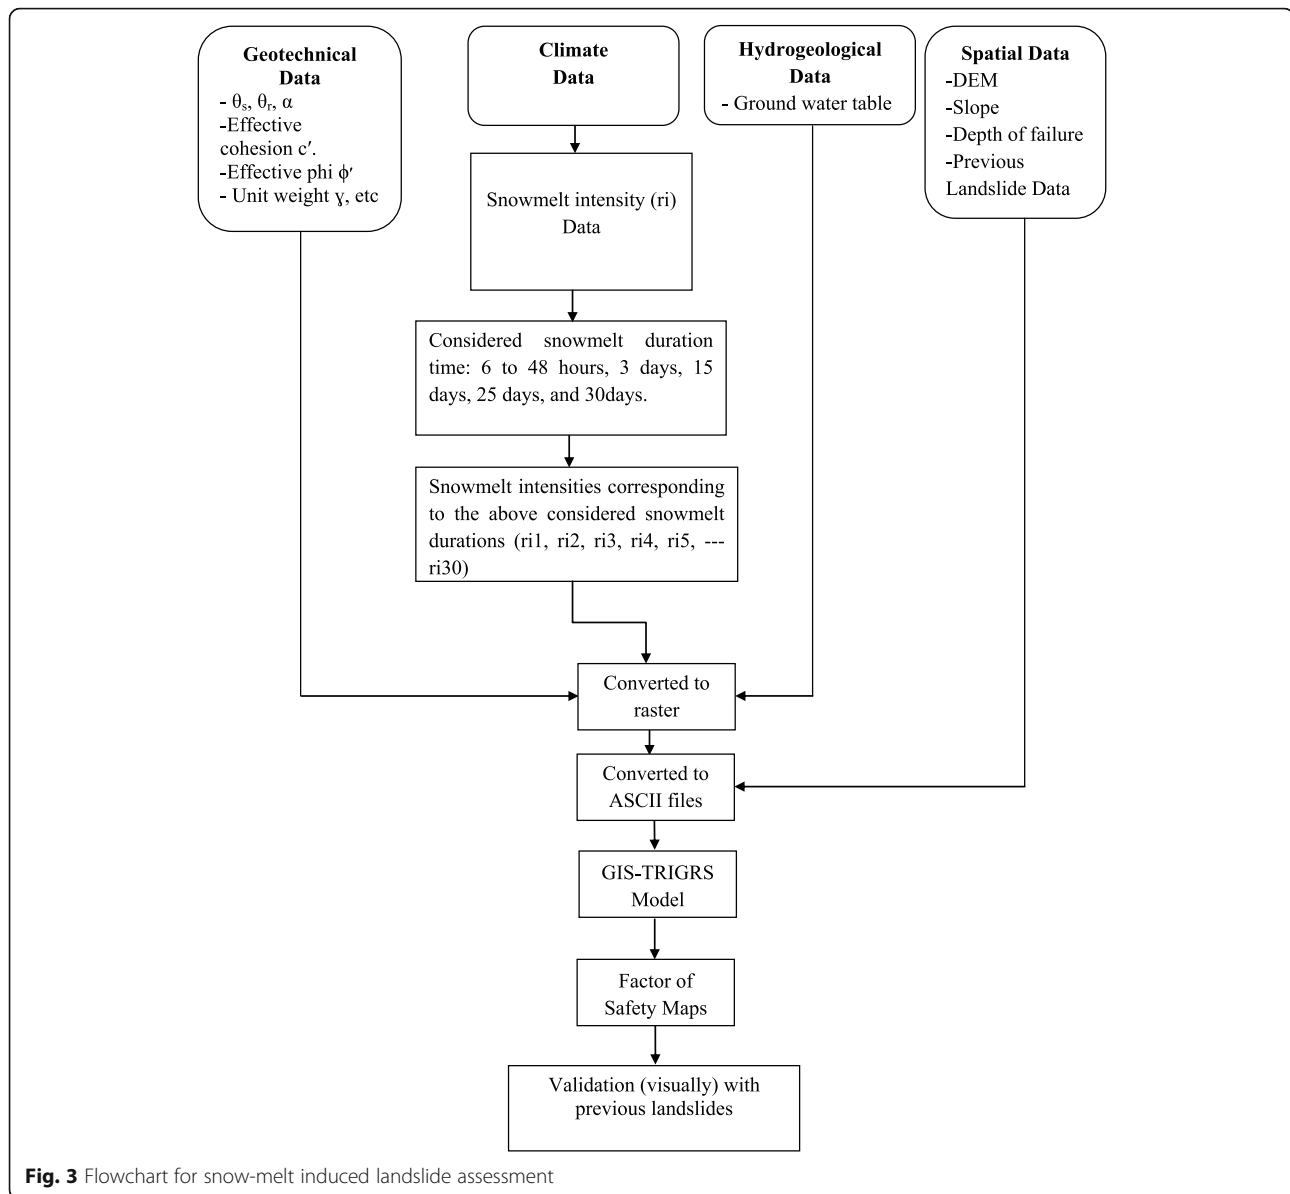 Geotechnical
Data
- θs, θr, α
-Effective
cohesion c′.
-Effective phi ϕ′
- Unit weight ɣ, etc
Climate
Data
Hydrogeological
Data
- Ground water table
Spatial Data
-DEM
-Slope
-Depth of failure
-Previous
Landslide Data
Snowmelt intensity (ri)
Data
Considered snowmelt duration
time: 6 to 48 hours, 3 days, 15
days, 25 days, and 30days.
Snowmelt intensities corresponding
to the above considered snowmelt
durations (ri1, ri2, ri3, ri4, ri5, ---
ri30)
Converted to
raster
Converted to
ASCII files
GIS-TRIGRS
Model
Factor of
Safety Maps
Validation (visually) with
previous landslides
Fig. 3 Flowchart for snow-melt induced landslide assessment